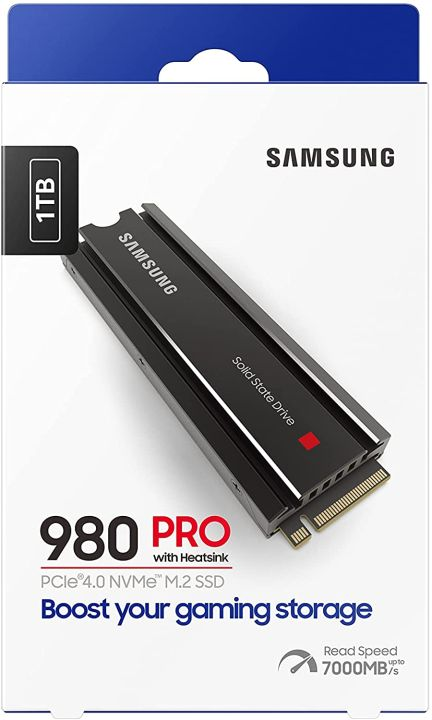 SAMSUNG
1TB
SAMSUNG
Solid State Drive
980 PRO
with Heatsink
PCIe®4.0 NVMe™ M.2 SSD
Boost your gaming storage
Read Speed
up to
7000MB/s